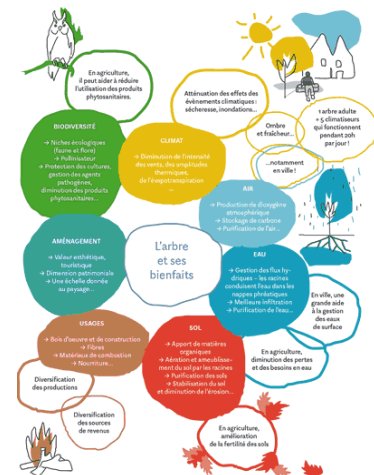 En agriculture,
il peut aider à réduire
l'utilisation des produits
phytosanitaires.
Atténuation des effets des
évènements climatiques :
sécheresse, inondations...
Ombre
et fraîcheur...
1 arbre adulte
= 5 climatiseurs
qui fonctionnent
pendant 20h
par jour !
...notamment
en ville !
BIODIVERSITÉ
→ Niches écologiques
(faune et flore)
→ Pollinisateur
→ Protection des cultures,
gestion des agents
pathogènes,
diminution des produits
phytosanitaires...
CLIMAT
→ Diminution de l'intensité
des vents, des amplitudes
thermiques,
de l'évapotranspiration
...
AIR
→ Production de dioxygène
atmosphérique
→ Stockage de carbone
→ Purification de l'air...
AMÉNAGEMENT
→ Valeur esthétique,
touristique
→ Dimension patrimoniale
→ Une échelle donnée
au paysage...
L'arbre
et ses
bienfaits
EAU
→ Gestion des flux hy-
driques – les racines
conduisent l'eau dans les
nappes phréatiques
→ Meilleure infiltration
→ Purification de l'eau...
En ville, une
grande aide
à la gestion
des eaux
de surface
USAGES
→ Bois d'oeuvre et de construction
→ Fibres
→ Matériaux de combustion
→ Nourriture...
SOL
→ Apport de matières
organiques
→ Aération et ameublisse-
ment du sol par les racines
→ Purification des sols
→ Stabilisation du sol
et diminution de l'érosion...
En agriculture,
diminution des pertes
et des besoins en eau
Diversification
des productions
Diversification
des sources
de revenus
En agriculture,
amélioration
de la fertilité des sols